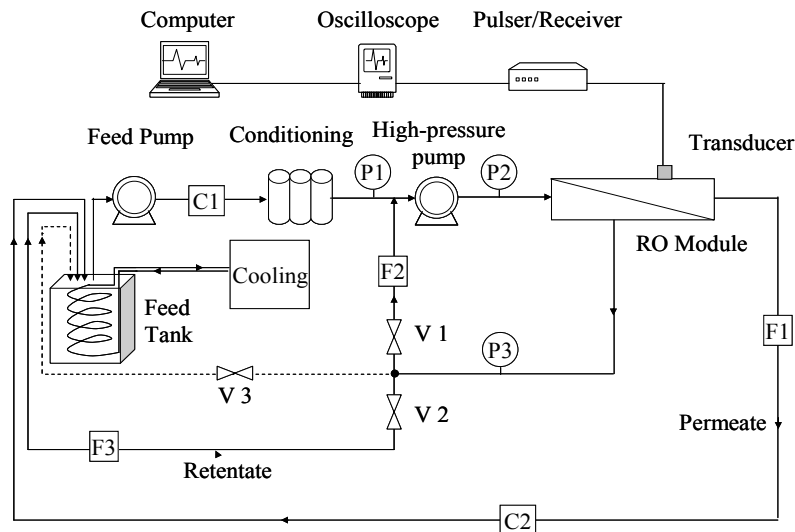 Computer
Oscilloscope
Pulser/Receiver
Feed Pump
Conditioning
High-pressure
pump
Transducer
P1
P2
C1
RO Module
Cooling
F2
Feed
Tank
V 1
P3
F1
V 3
V 2
Permeate
F3
Retentate
C2